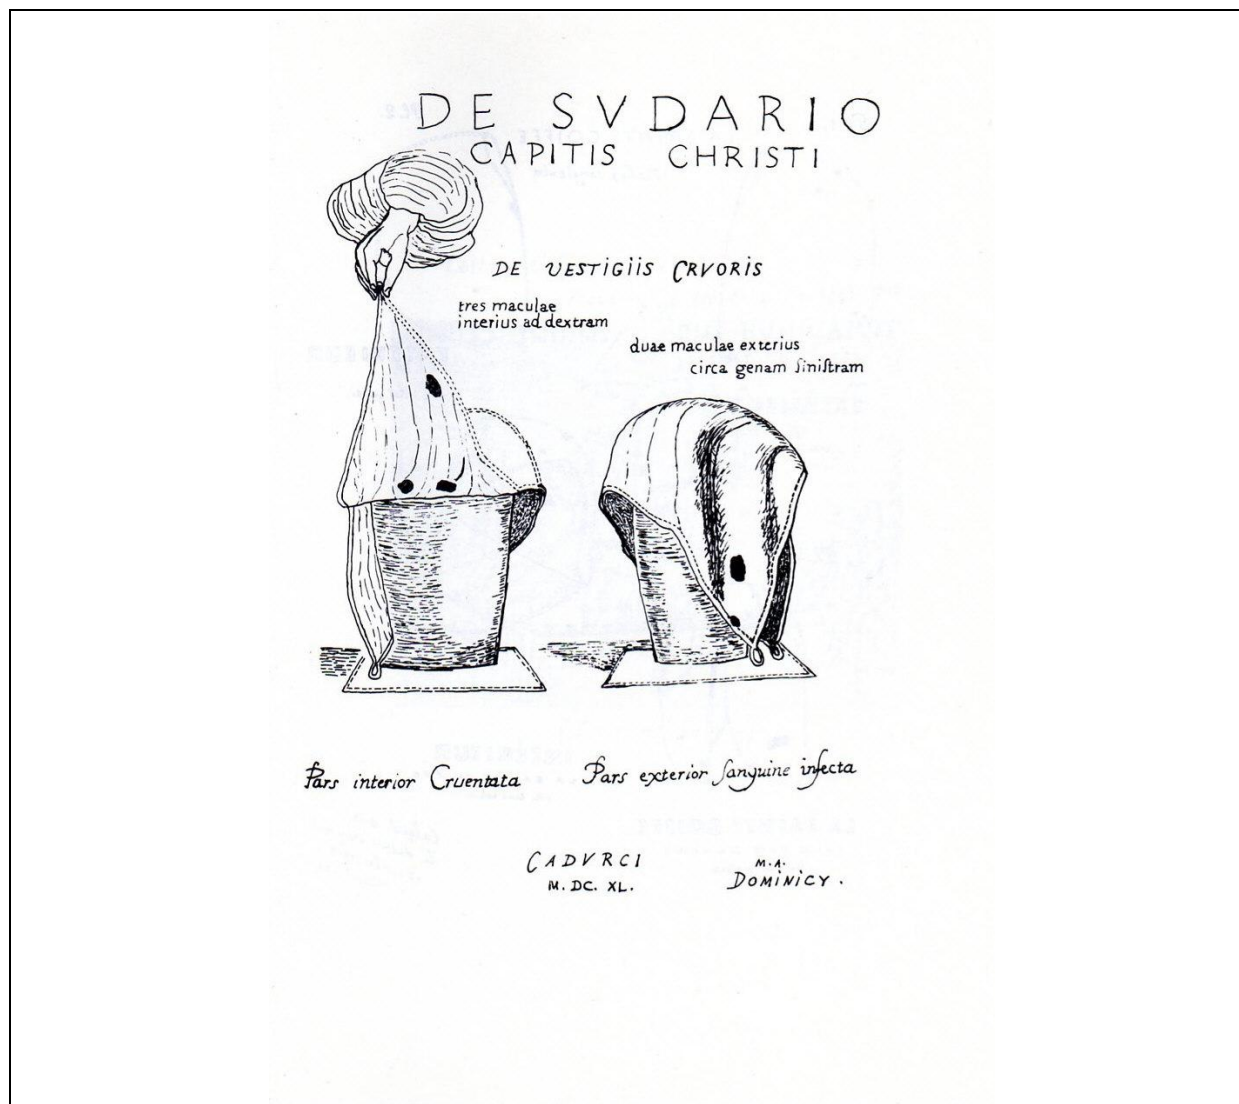 DE SVDARIO
CAPITIS CHRISTI
DE VESTIGIIS CRVORIS
tres maculae
interius ad dextram
duae maculae exterius
circa genam siniſtram
Pars interior Cruentata
Pars exterior ſanguine infecta
CADVRCI
M. DC. XL.
M. A.
DOMINICY .